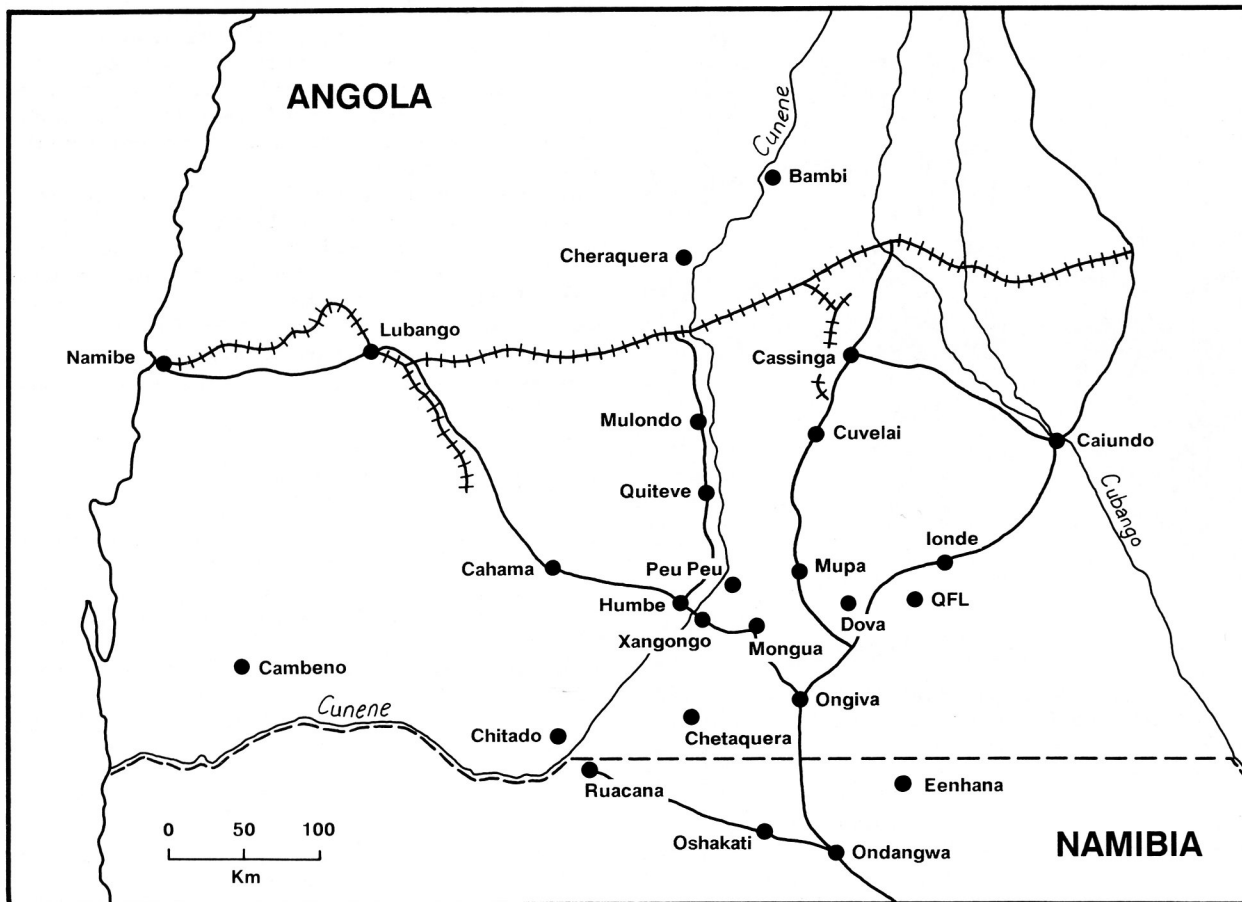 ANGOLA
Cunene
Bambi
Cheraquera
Lubango
Namibe
Cassinga
Mulondo
Cuvelai
Caiundo
Quiteve
Cubango
Ionde
Cahama
Peu Peu
Mupa
Humbe
QFL
Dova
Xangongo
Mongua
Cambeno
Ongiva
Cunene
Chitado
Chetaquera
Ruacana
Eenhana
0 50 100
Km
Oshakati
Ondangwa
NAMIBIA